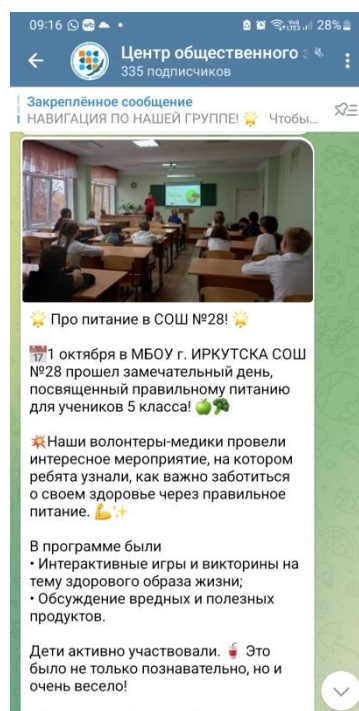 09:16
28%
Центр общественного
335 подписчиков
Закреплённое сообщение
НАВИГАЦИЯ ПО НАШЕЙ ГРУППЕ! 🌟 Чтобы...
🌟 Про питание в СОШ №28! 🌟
📅1 октября в МБОУ г. ИРКУТСКА СОШ
№28 прошел замечательный день,
посвященный правильному питанию
для учеников 5 класса! 🍏🥦
💥Наши волонтеры-медики провели
интересное мероприятие, на котором
ребята узнали, как важно заботиться
о своем здоровье через правильное
питание. 💪✨
В программе были
• Интерактивные игры и викторины на
тему здорового образа жизни;
• Обсуждение вредных и полезных
продуктов.
Дети активно участвовали. 🥤 Это
было не только познавательно, но и
очень весело!